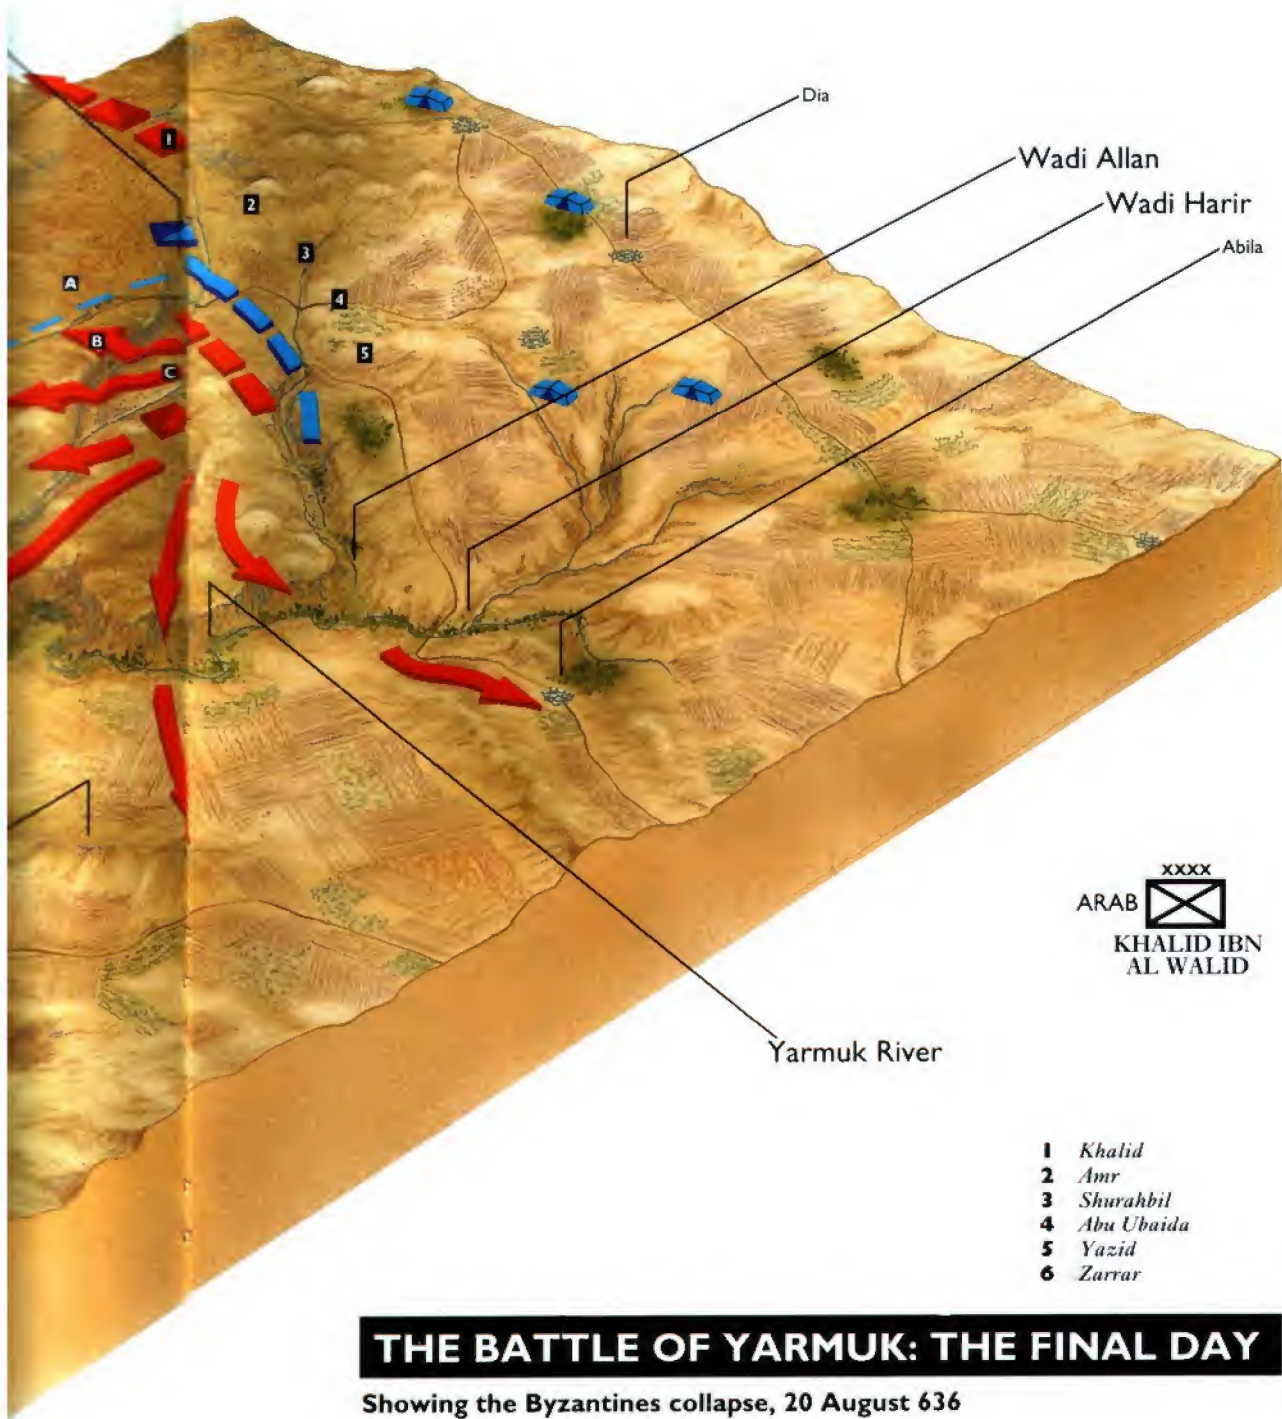 Dia
Wadi Allan
Wadi Harir
Abila
1
2
3
A
4
B
5
C
xxxx
ARAB
KHALID IBN
AL WALID
Yarmuk River
1 Khalid
2 Amr
3 Shurahbil
4 Abu Ubaida
5 Yazid
6 Zarrar
THE BATTLE OF YARMUK: THE FINAL DAY
Showing the Byzantines collapse, 20 August 636